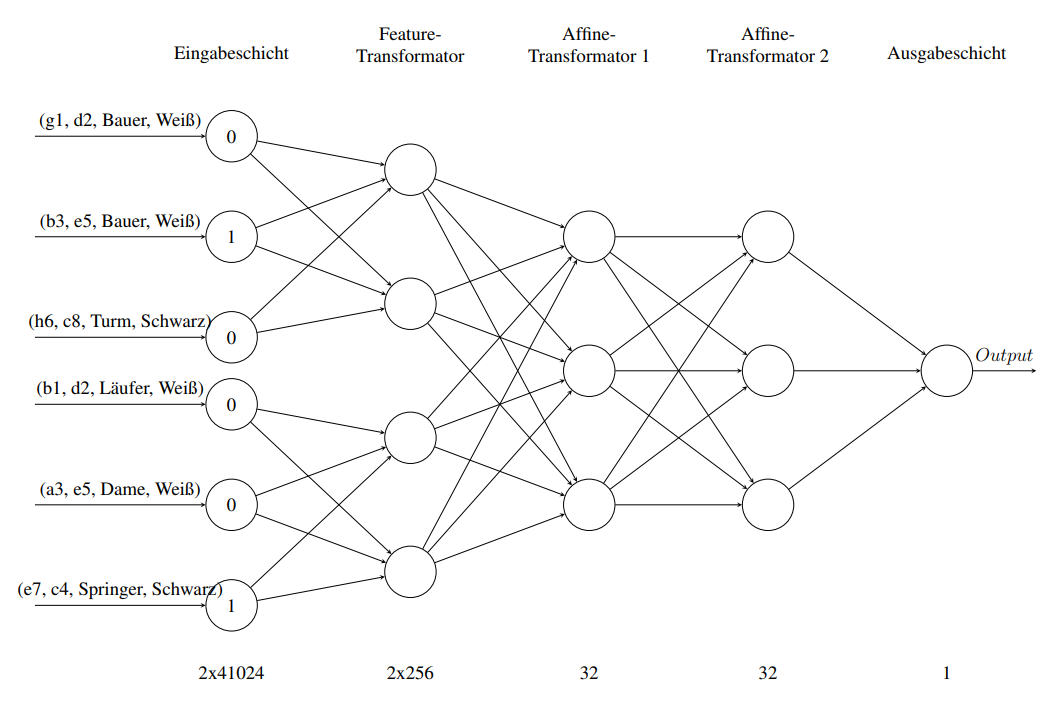 Eingabeschicht
Feature-
Transformator
Affine-
Transformator 1
Affine-
Transformator 2
Ausgabeschicht
(g1, d2, Bauer, Weiß)
0
(b3, e5, Bauer, Weiß)
1
(h6, c8, Turm, Schwarz)
0
(b1, d2, Läufer, Weiß)
0
(a3, e5, Dame, Weiß)
0
(e7, c4, Springer, Schwarz)
1
Output
2x41024
2x256
32
32
1